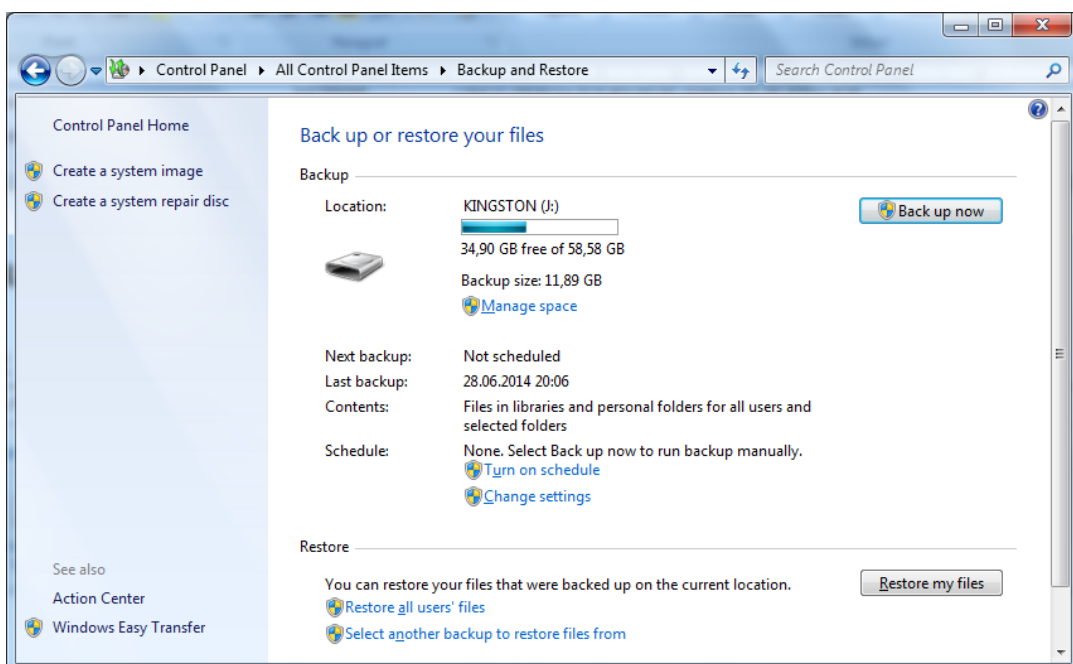 Control Panel ▸ All Control Panel Items ▸ Backup and Restore
Search Control Panel
Control Panel Home
Create a system image
Create a system repair disc
See also
Action Center
Windows Easy Transfer
Back up or restore your files
Backup
Location: KINGSTON (J:)
Back up now
34,90 GB free of 58,58 GB
Backup size: 11,89 GB
Manage space
Next backup: Not scheduled
Last backup: 28.06.2014 20:06
Contents: Files in libraries and personal folders for all users and
selected folders
Schedule: None. Select Back up now to run backup manually.
Turn on schedule
Change settings
Restore
You can restore your files that were backed up on the current location.
Restore my files
Restore all users' files
Select another backup to restore files from